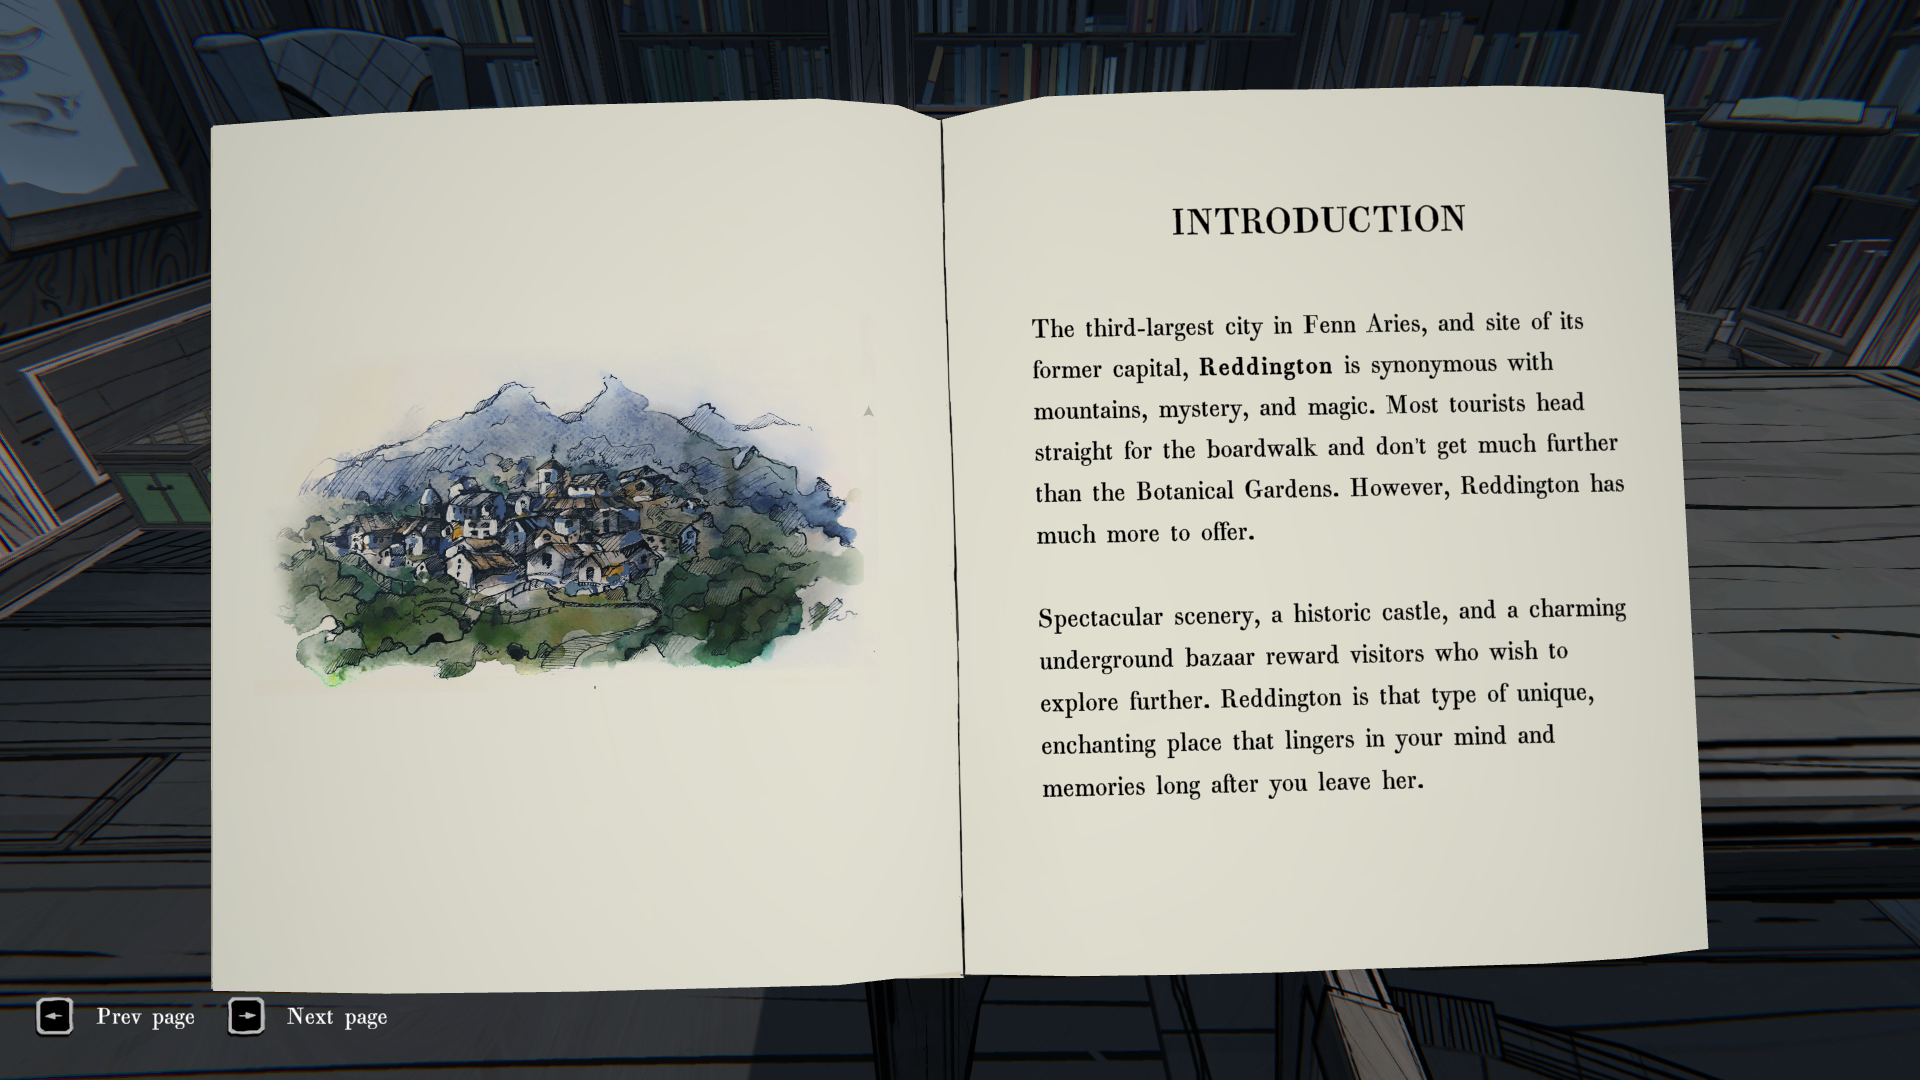 INTRODUCTION
The third-largest city in Fenn Aries, and site of its
former capital, Reddington is synonymous with
mountains, mystery, and magic. Most tourists head
straight for the boardwalk and don't get much further
than the Botanical Gardens. However, Reddington has
much more to offer.
Spectacular scenery, a historic castle, and a charming
underground bazaar reward visitors who wish to
explore further. Reddington is that type of unique,
enchanting place that lingers in your mind and
memories long after you leave her.
Prev page
Next page